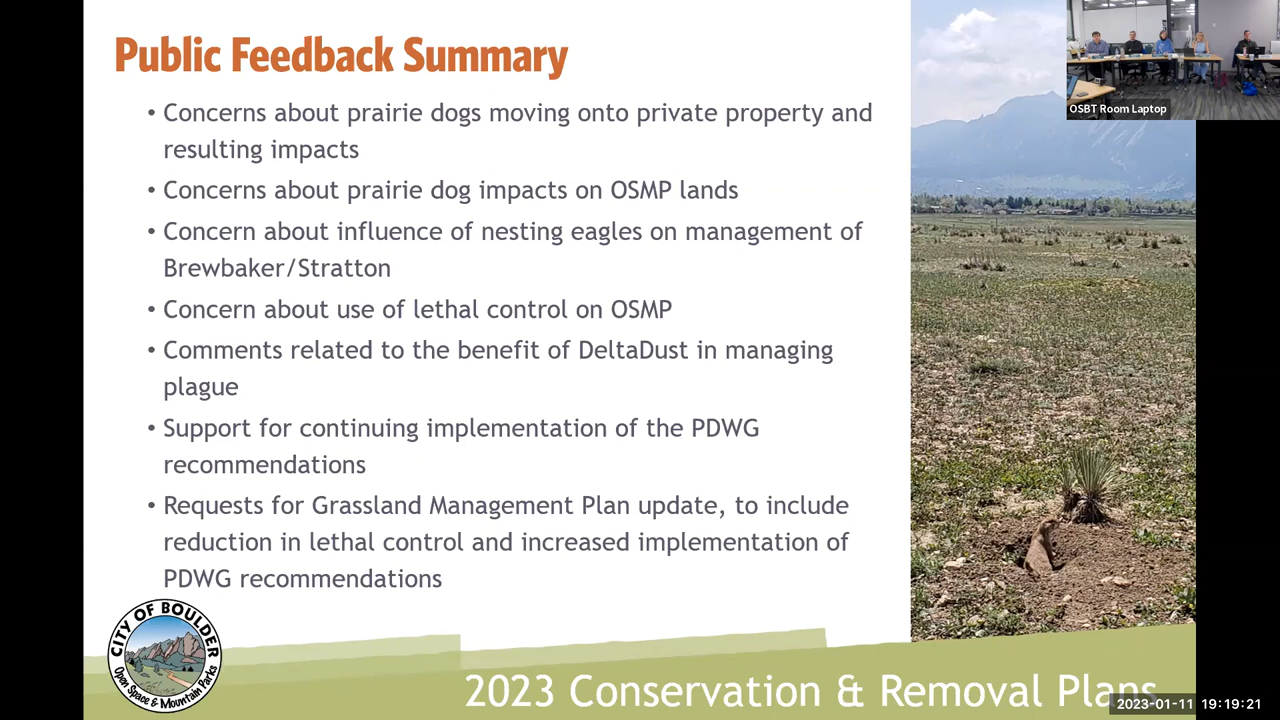 Public Feedback Summary
• Concerns about prairie dogs moving onto private property and
resulting impacts
• Concerns about prairie dog impacts on OSMP lands
• Concern about influence of nesting eagles on management of
Brewbaker/Stratton
• Concern about use of lethal control on OSMP
• Comments related to the benefit of DeltaDust in managing
plague
• Support for continuing implementation of the PDWG
recommendations
• Requests for Grassland Management Plan update, to include
reduction in lethal control and increased implementation of
PDWG recommendations
OSBT Room Laptop
CITY OF BOULDER
Open Space & Mountain Parks
2023 Conservation & Removal Plans
2023-01-11 19:19:21